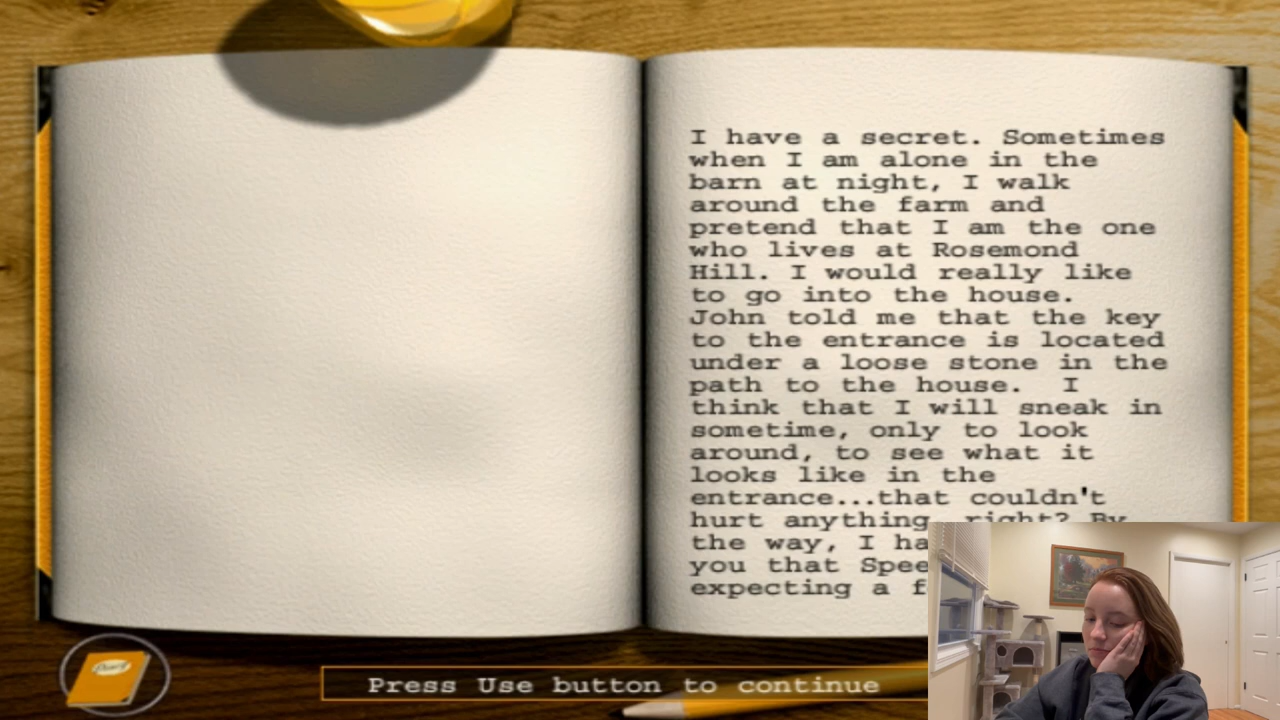 I have a secret. Sometimes
when I am alone in the
barn at night, I walk
around the farm and
pretend that I am the one
who lives at Rosemond
Hill. I would really like
to go into the house.
John told me that the key
to the entrance is located
under a loose stone in the
path to the house. I
think that I will sneak in
sometime, only to look
around, to see what it
looks like in the
entrance...that couldn't
hurt anything right? By
the way, I
you that
expecting a
Diary
Press Use button to continue